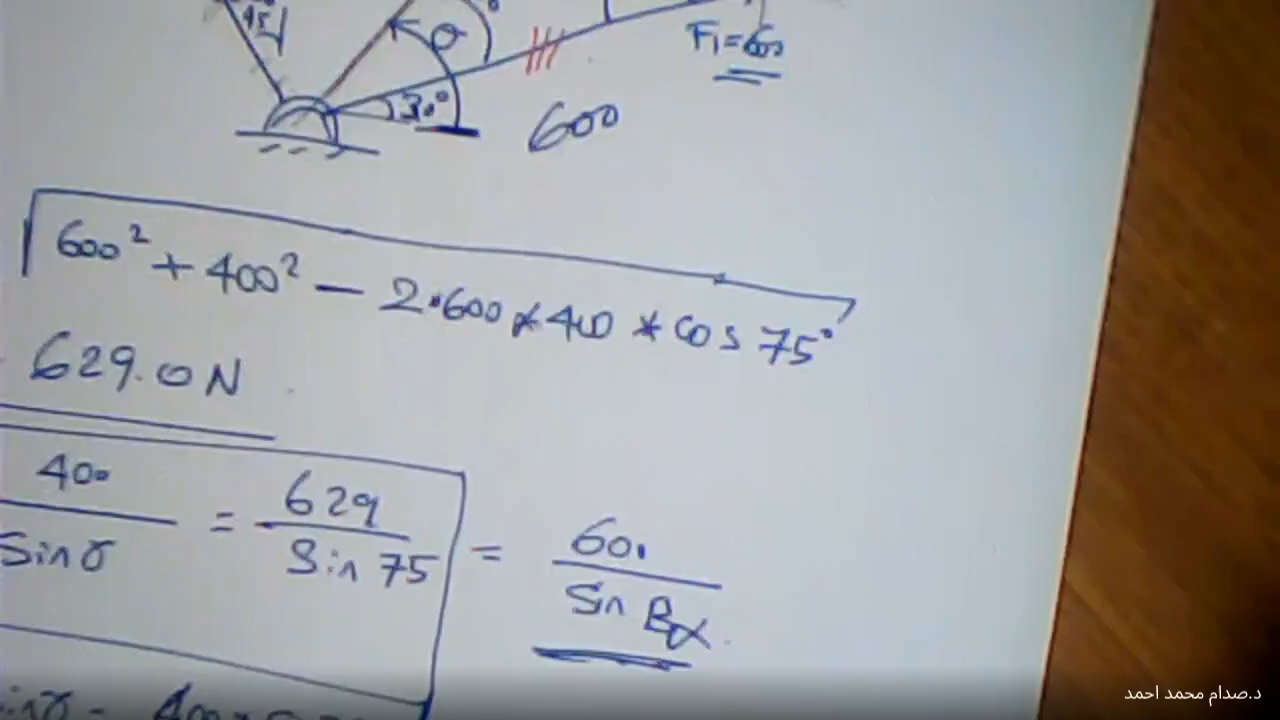 45
F₁=600
30°
600
√600² + 400² - 2·600*400 * cos 75°
629.0 N
400/Sin γ = 629/Sin 75 = 600/Sin Bα
د.صدام محمد احمد